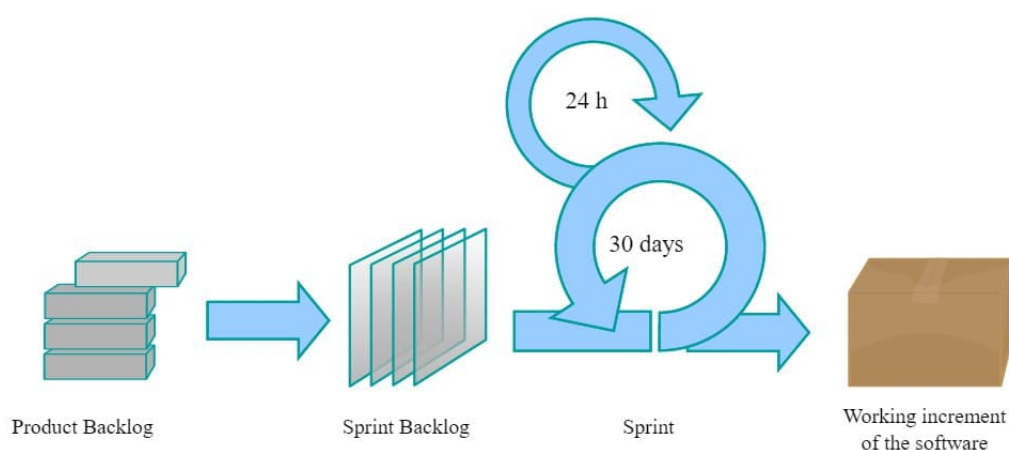 24 h
30 days
Product Backlog
Sprint Backlog
Sprint
Working increment
of the software